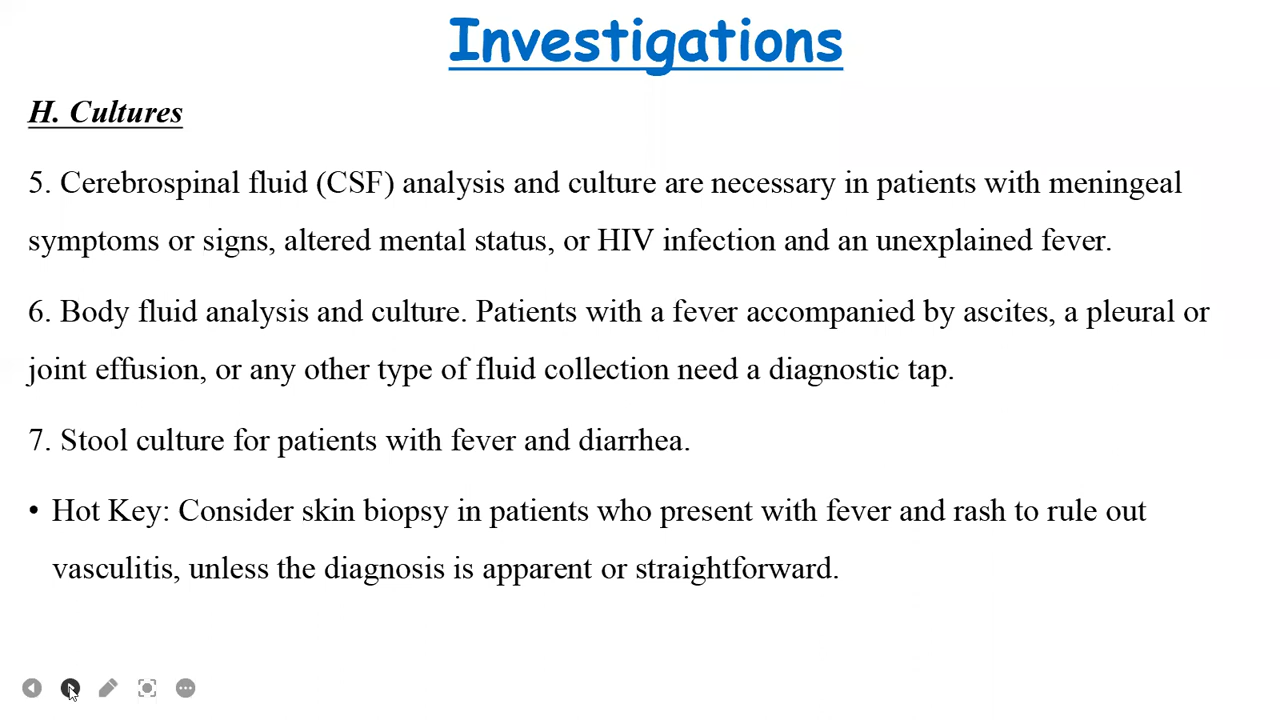 Investigations
H. Cultures
5. Cerebrospinal fluid (CSF) analysis and culture are necessary in patients with meningeal
symptoms or signs, altered mental status, or HIV infection and an unexplained fever.
6. Body fluid analysis and culture. Patients with a fever accompanied by ascites, a pleural or
joint effusion, or any other type of fluid collection need a diagnostic tap.
7. Stool culture for patients with fever and diarrhea.
• Hot Key: Consider skin biopsy in patients who present with fever and rash to rule out
vasculitis, unless the diagnosis is apparent or straightforward.